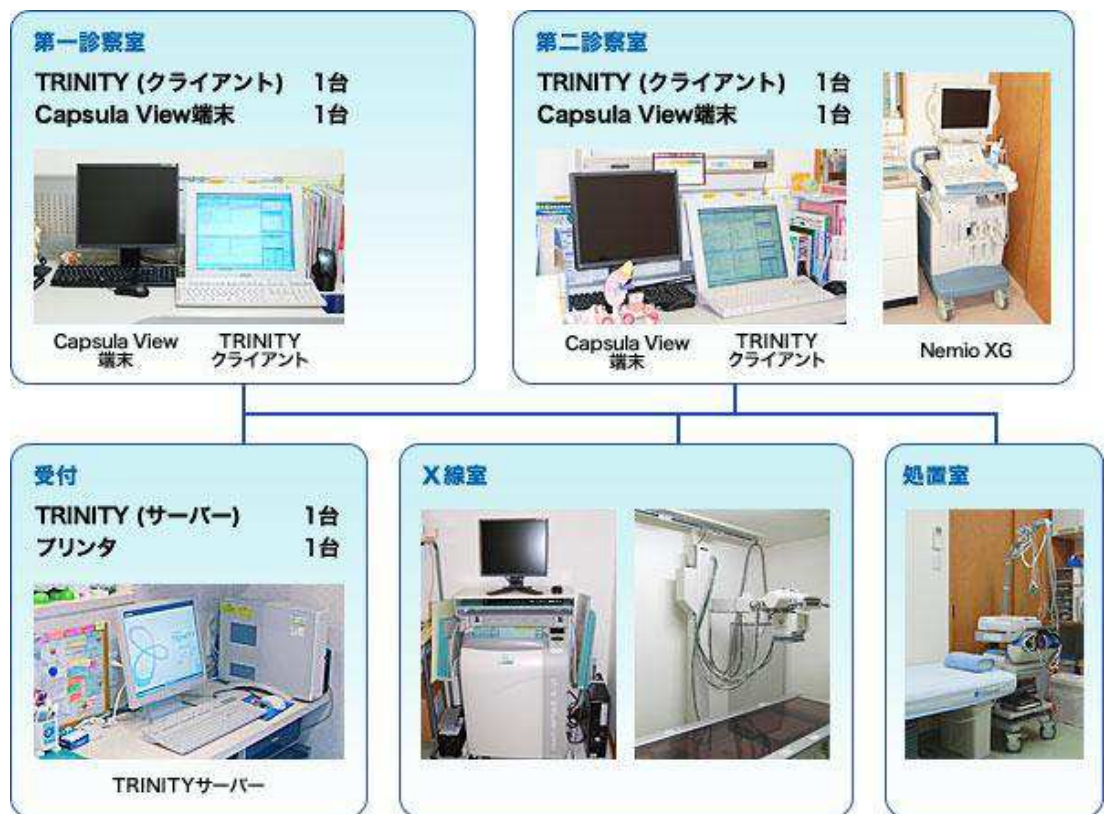 第一診察室
TRINITY (クライアント) 1台
Capsula View端末 1台
Capsula View
端末
TRINITY
クライアント
第二診察室
TRINITY (クライアント) 1台
Capsula View端末 1台
Capsula View
端末
TRINITY
クライアント
Nemio XG
受付
TRINITY (サーバー) 1台
プリンタ 1台
TRINITYサーバー
X線室
処置室